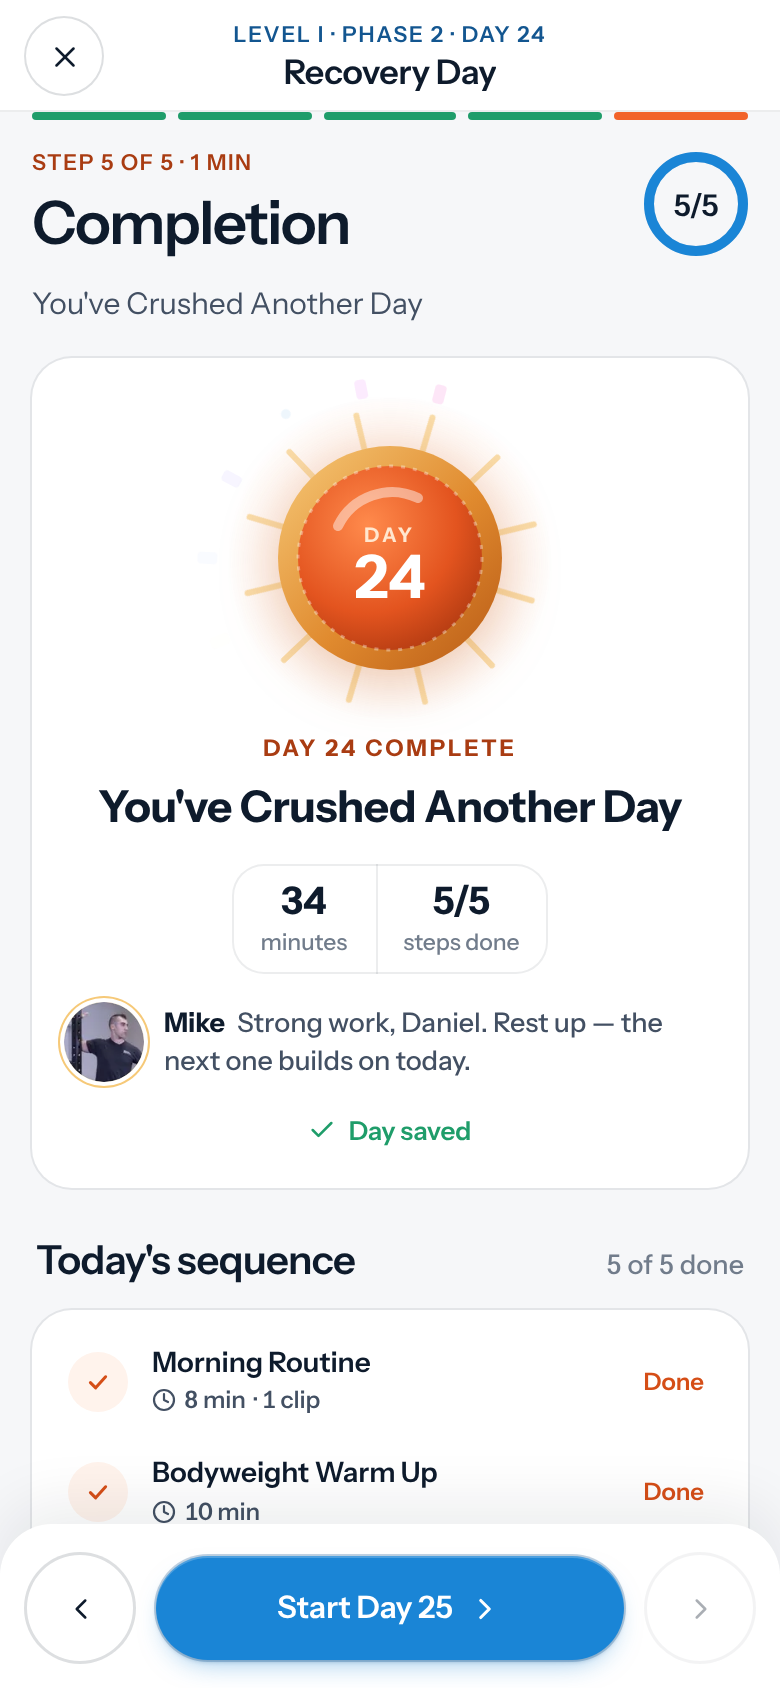 LEVEL I · PHASE 2 · DAY 24
Recovery Day
STEP 5 OF 5 · 1 MIN
Completion
5/5
You've Crushed Another Day
DAY
24
DAY 24 COMPLETE
You've Crushed Another Day
34
minutes
5/5
steps done
Mike Strong work, Daniel. Rest up — the
next one builds on today.
Day saved
Today's sequence
5 of 5 done
Morning Routine
8 min · 1 clip
Done
Bodyweight Warm Up
10 min
Done
Start Day 25